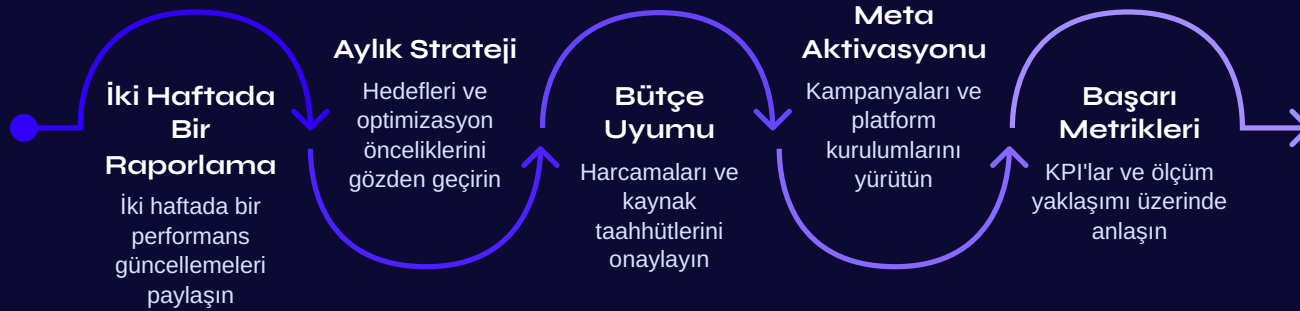 İki Haftada
Bir
Raporlama
İki haftada bir
performans
güncellemeleri
paylaşın
Aylık Strateji
Hedefleri ve
optimizasyon
önceliklerini
gözden geçirin
Bütçe
Uyumu
Harcamaları ve
kaynak
taahhütlerini
onaylayın
Meta
Aktivasyonu
Kampanyaları ve
platform
kurulumlarını
yürütün
Başarı
Metrikleri
KPI'lar ve ölçüm
yaklaşımı üzerinde
anlaşın